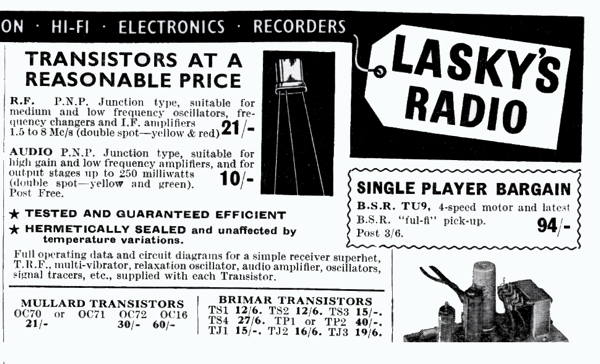 ON · HI-FI · ELECTRONICS · RECORDERS
LASKY'S
RADIO
TRANSISTORS AT A
REASONABLE PRICE
R.F. P.N.P. Junction type, suitable for
medium and low frequency oscillators, fre-
quency changers and I.F. amplifiers
1.5 to 8 Mc/s (double spot—yellow & red) 21/-
AUDIO P.N.P. Junction type, suitable for
high gain and low frequency amplifiers, and for
output stages up to 250 milliwatts
(double spot—yellow and green). 10/-
Post Free.
★ TESTED AND GUARANTEED EFFICIENT
★ HERMETICALLY SEALED and unaffected by
temperature variations.
Full operating data and circuit diagrams for a simple receiver superhet,
T.R.F., multi-vibrator, relaxation oscillator, audio amplifier, oscillators,
signal tracers, etc., supplied with each Transistor.
MULLARD TRANSISTORS
OC70 or OC71 OC72 OC16
21/- 30/- 60/-
BRIMAR TRANSISTORS
TS1 12/6. TS2 12/6. TS3 15/-.
TS4 27/6. TP1 or TP2 40/-.
TJ1 15/-. TJ2 16/6. TJ3 19/6.
SINGLE PLAYER BARGAIN
B.S.R. TU9, 4-speed motor and latest
B.S.R. "ful-fi" pick-up.
Post 3/6. 94/-